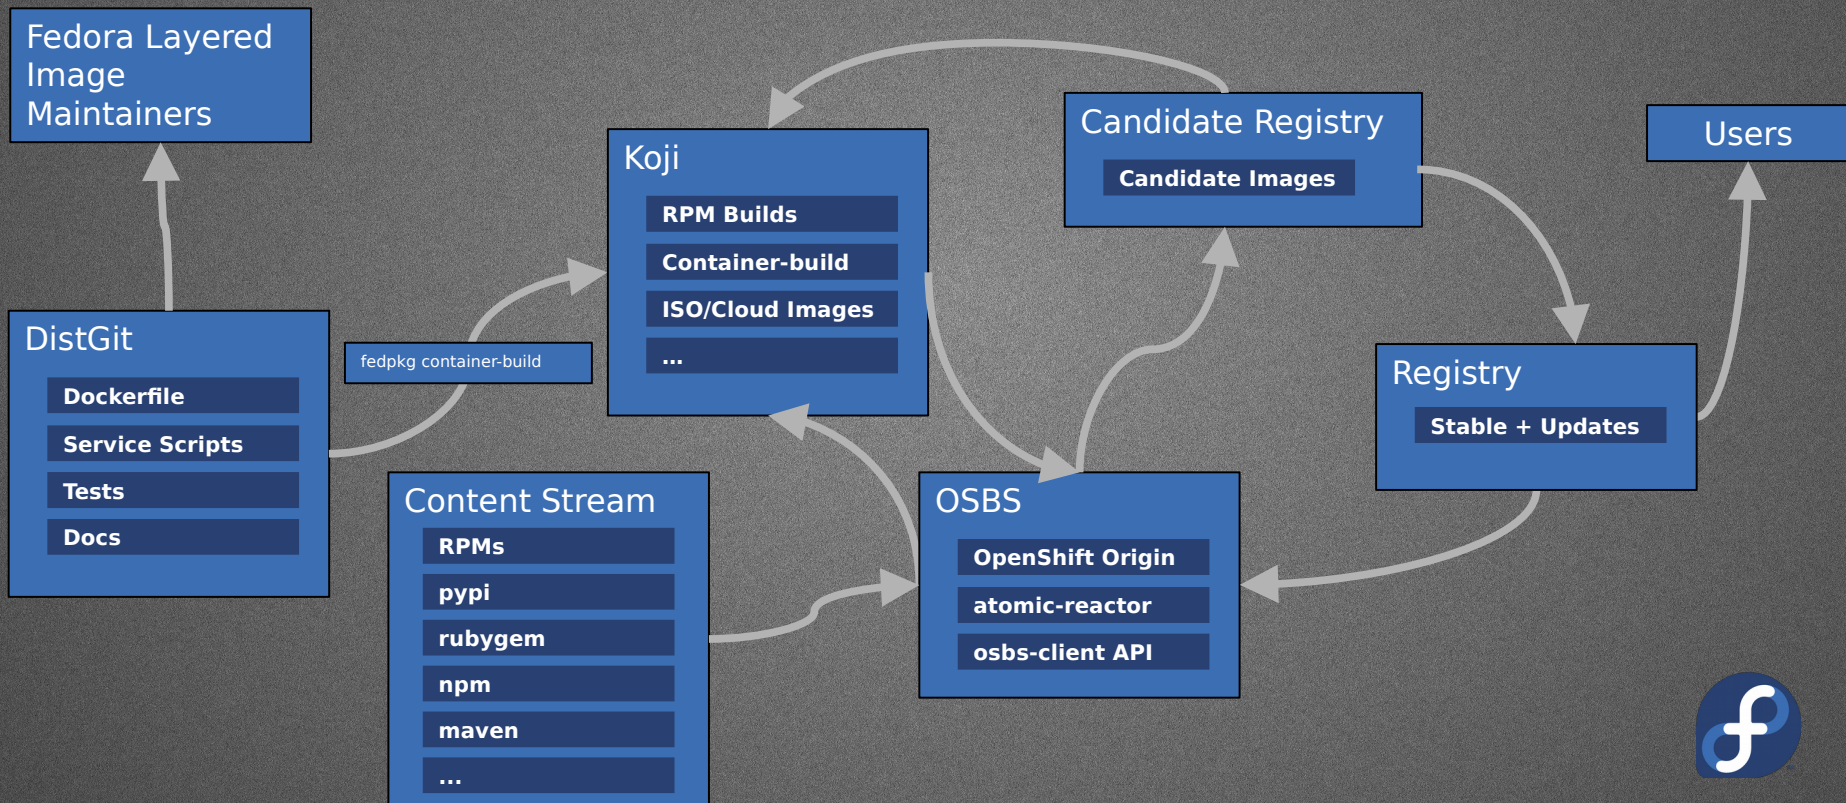 Fedora Layered
Image
Maintainers
DistGit
Dockerfile
Service Scripts
Tests
Docs
fedpkg container-build
Koji
RPM Builds
Container-build
ISO/Cloud Images
...
Content Stream
RPMs
pypi
rubygem
npm
maven
...
OSBS
OpenShift Origin
atomic-reactor
osbs-client API
Candidate Registry
Candidate Images
Registry
Stable + Updates
Users